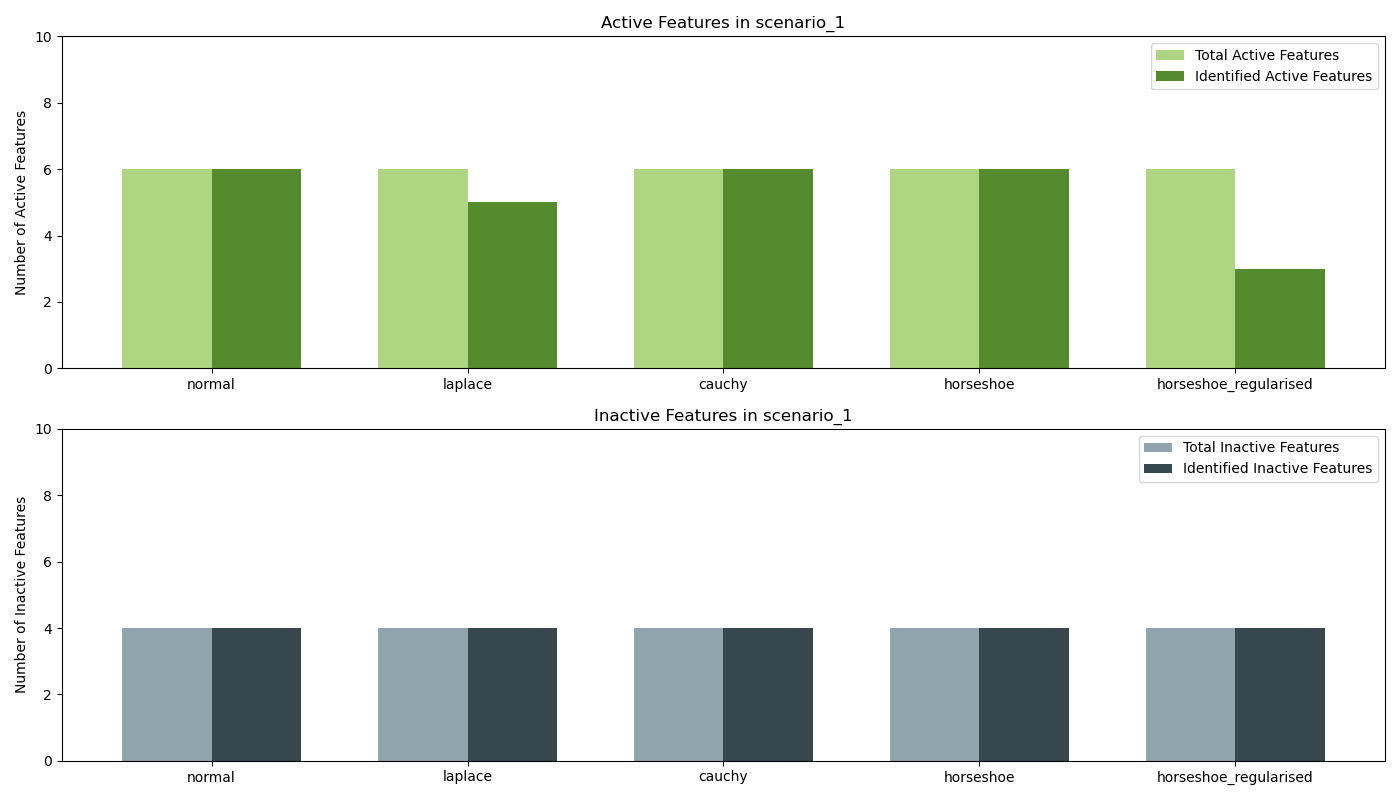 Active Features in scenario_1
10
8
6
4
2
0
Number of Active Features
Total Active Features
Identified Active Features
normal laplace cauchy horseshoe horseshoe_regularised
Inactive Features in scenario_1
10
8
6
4
2
0
Number of Inactive Features
Total Inactive Features
Identified Inactive Features
normal laplace cauchy horseshoe horseshoe_regularised